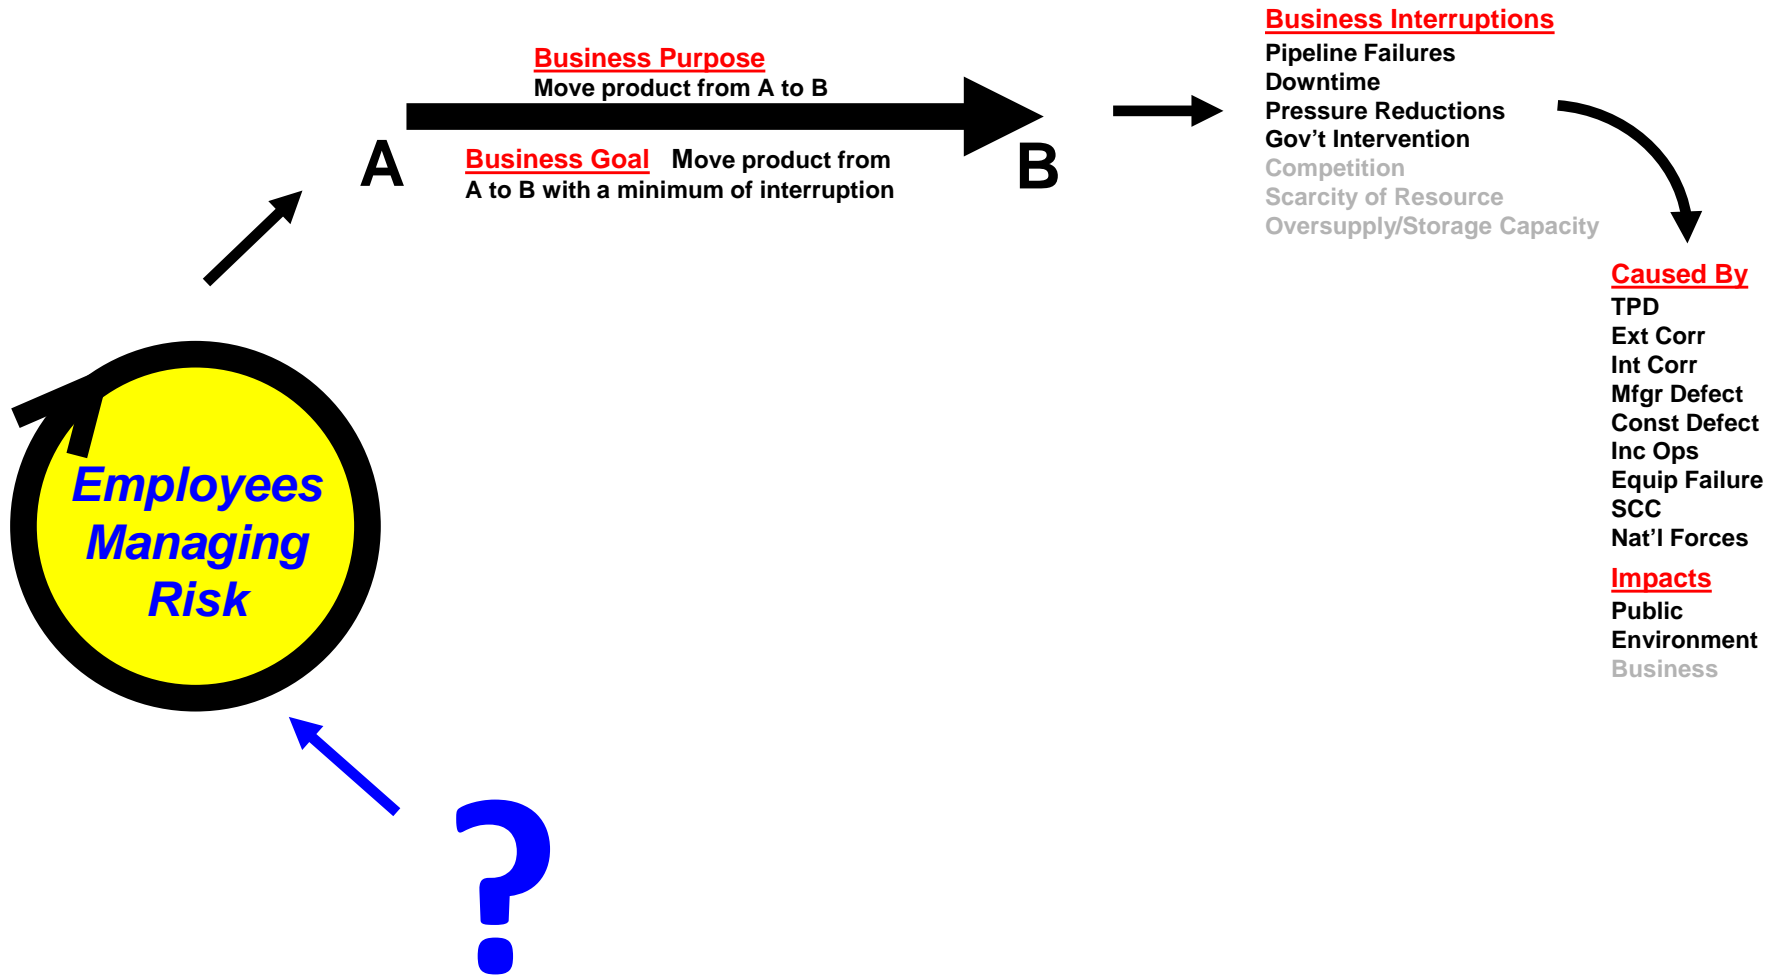 Business Purpose
Move product from A to B
A
Business Goal Move product from
A to B with a minimum of interruption
B
Business Interruptions
Pipeline Failures
Downtime
Pressure Reductions
Gov’t Intervention
Competition
Scarcity of Resource
Oversupply/Storage Capacity
Caused By
TPD
Ext Corr
Int Corr
Mfgr Defect
Const Defect
Inc Ops
Equip Failure
SCC
Nat’l Forces
Impacts
Public
Environment
Business
Employees
Managing
Risk
?